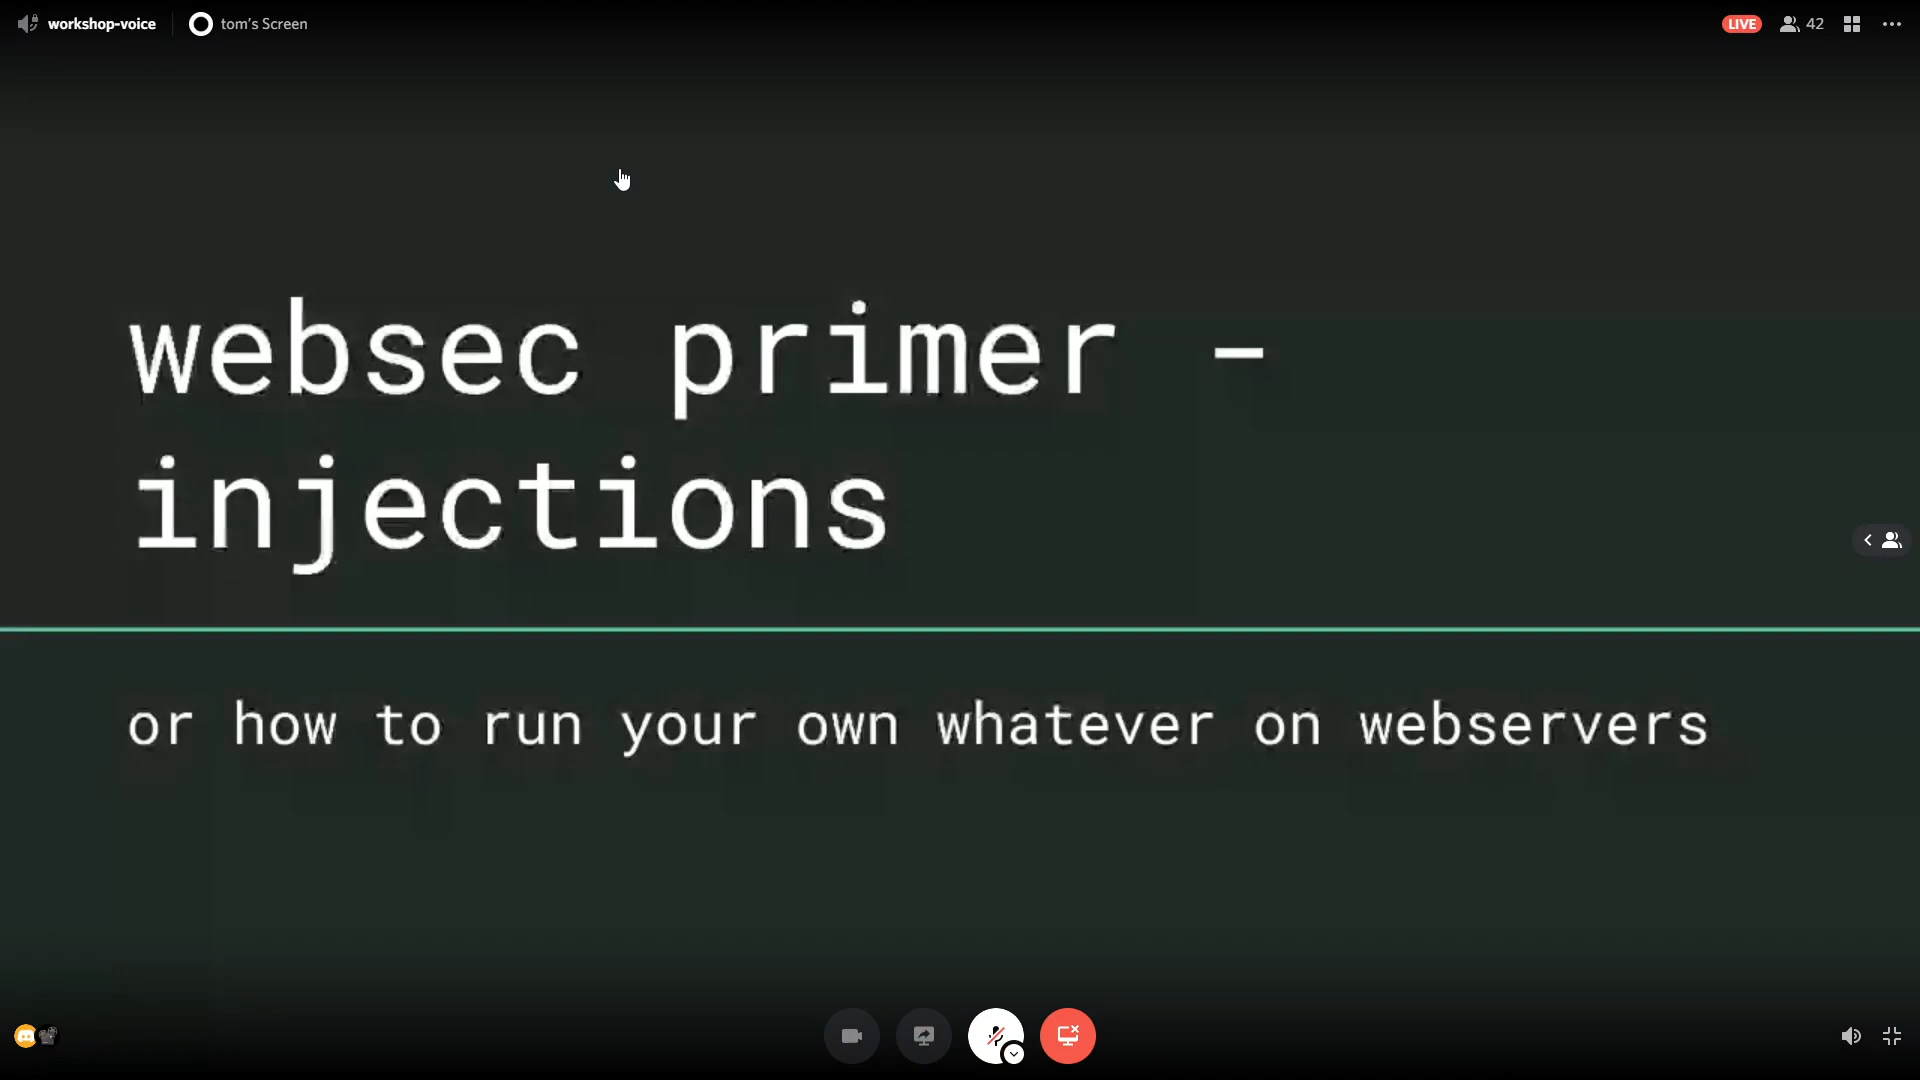 workshop-voice
tom's Screen
LIVE
42
websec primer -
injections
or how to run your own whatever on webservers